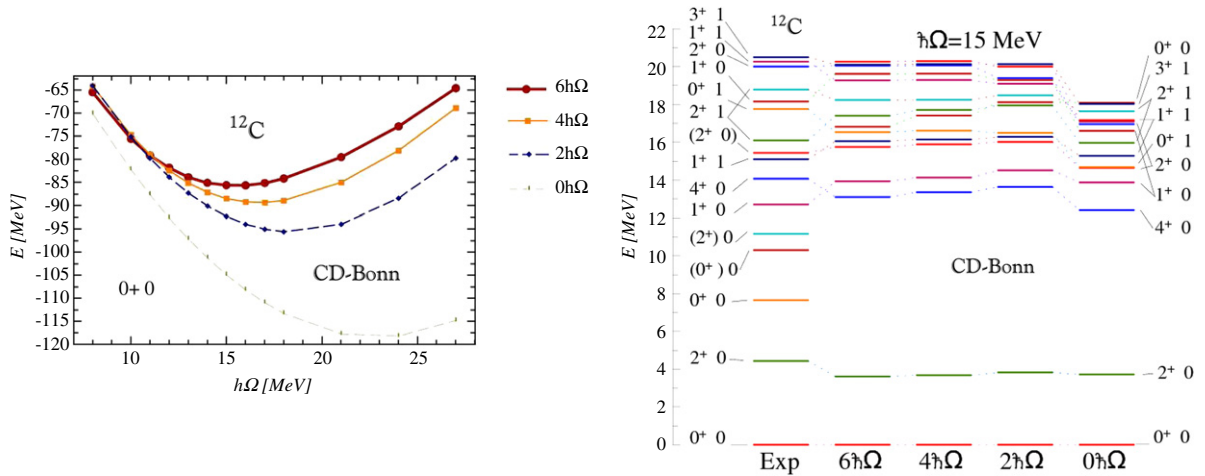 -65
-70
-75
-80
-85
-90
-95
-100
-105
-110
-115
-120
E [MeV]
10
15
20
25
hΩ [MeV]
12C
CD-Bonn
0+ 0
6hΩ
4hΩ
2hΩ
0hΩ
22
20
18
16
14
12
10
8
6
4
2
0
E [MeV]
12C
ħΩ=15 MeV
CD-Bonn
3+ 1
1+ 1
2+ 0
1+ 0
0+ 1
2+ 1
(2+ 0)
1+ 1
4+ 0
1+ 0
(2+) 0
(0+ ) 0
0+ 0
2+ 0
0+ 0
0+ 0
3+ 1
2+ 1
1+ 1
0+ 1
2+ 0
1+ 0
4+ 0
2+ 0
0+ 0
Exp
6ħΩ
4ħΩ
2ħΩ
0ħΩ